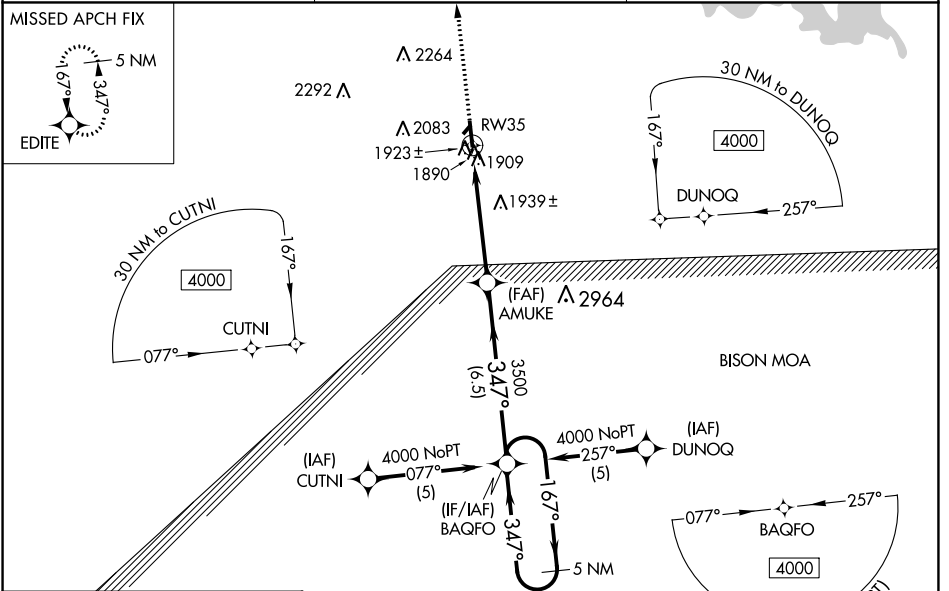 MISSED APCH FIX
5 NM
167°
347°
EDITE
2264
2292
2083
RW35
1923±
1909
1890
1939±
30 NM to DUNOQ
167°
4000
DUNOQ
257°
30 NM to CUTNI
167°
4000
CUTNI
077°
(FAF)
AMUKE
2964
BISON MOA
3500
347°
(6.5)
(IAF)
CUTNI
4000 NoPT
077°
(5)
4000 NoPT
257°
(5)
(IAF)
DUNOQ
(IF/IAF)
BAQFO
347°
167°
5 NM
077°
257°
BAQFO
4000